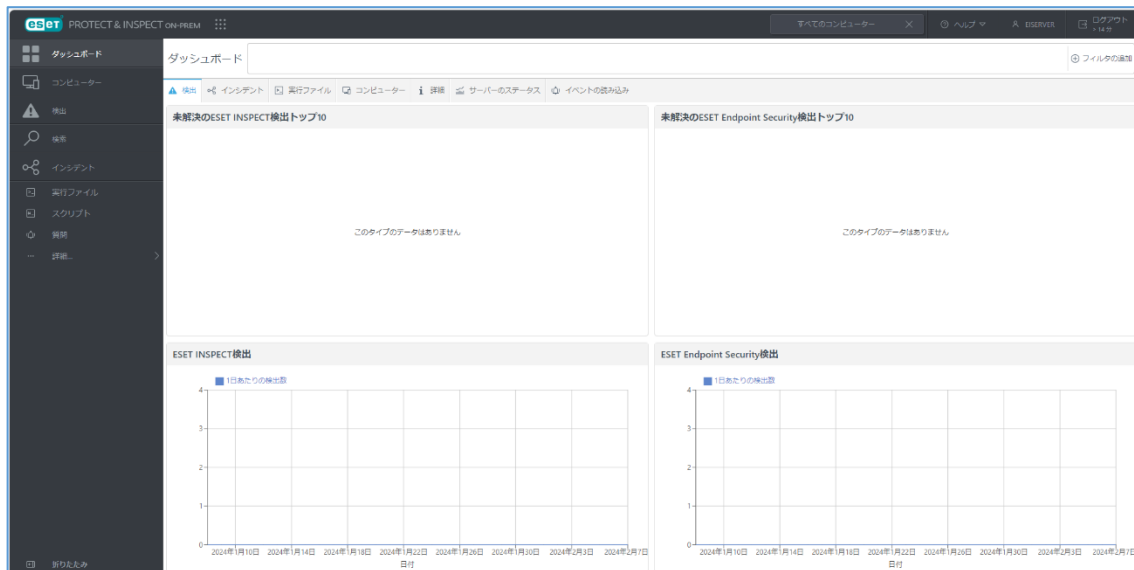 eset PROTECT & INSPECT ON-PREM
すべてのコンピューター
ヘルプ
EISERVER
ログアウト
> 14 分
ダッシュボード
コンピューター
検出
検索
インシデント
実行ファイル
スクリプト
質問
詳細...
折りたたみ
ダッシュボード
フィルタの追加
検出 インシデント 実行ファイル コンピューター 詳細 サーバーのステータス イベントの読み込み
未解決のESET INSPECT検出トップ10
このタイプのデータはありません
未解決のESET Endpoint Security検出トップ10
このタイプのデータはありません
ESET INSPECT検出
1日あたりの検出数
4
3
2
1
0
2024年1月10日 2024年1月14日 2024年1月18日 2024年1月22日 2024年1月26日 2024年1月30日 2024年2月3日 2024年2月7日
日付
ESET Endpoint Security検出
1日あたりの検出数
4
3
2
1
0
2024年1月10日 2024年1月14日 2024年1月18日 2024年1月22日 2024年1月26日 2024年1月30日 2024年2月3日 2024年2月7日
日付